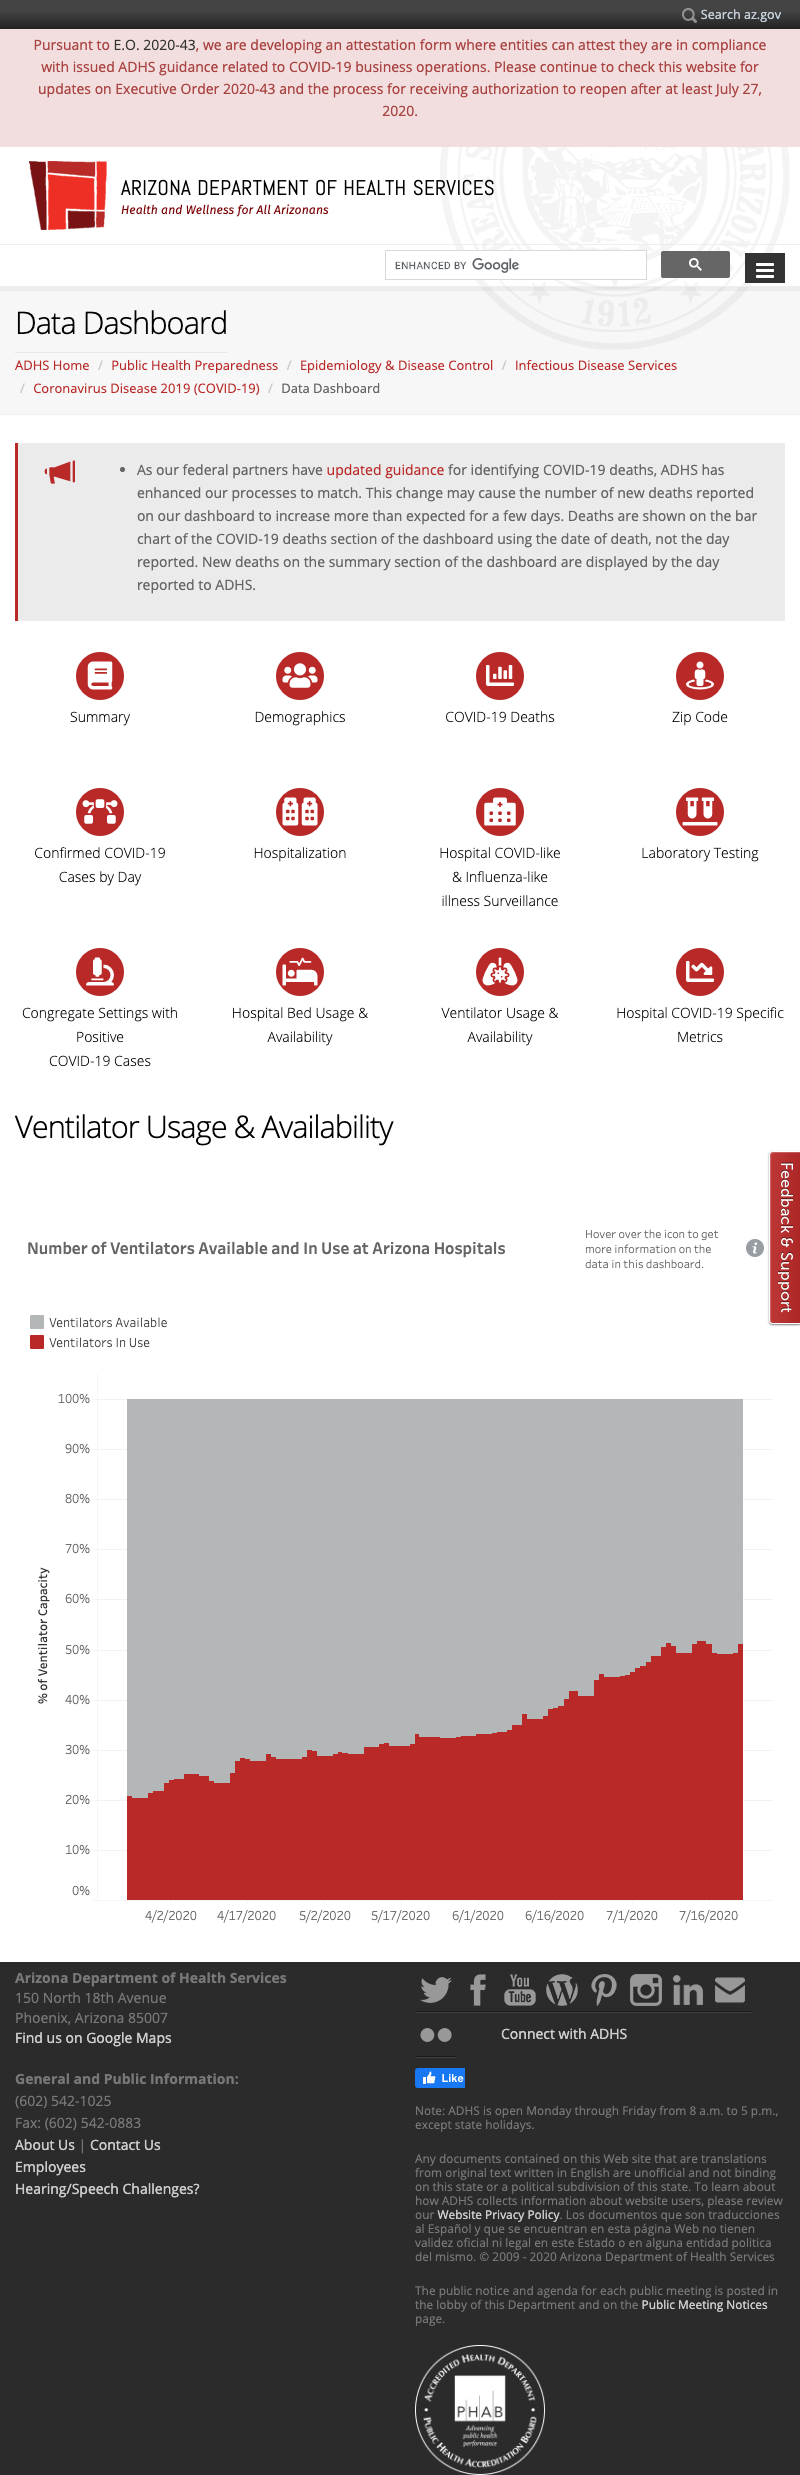 Search az.gov
Pursuant to E.O. 2020-43, we are developing an attestation form where entities can attest they are in compliance
with issued ADHS guidance related to COVID-19 business operations. Please continue to check this website for
updates on Executive Order 2020-43 and the process for receiving authorization to reopen after at least July 27,
2020.
ARIZONA DEPARTMENT OF HEALTH SERVICES
Health and Wellness for All Arizonans
ARIZONA
1912
ENHANCED BY Google
Data Dashboard
ADHS Home / Public Health Preparedness / Epidemiology & Disease Control / Infectious Disease Services
/ Coronavirus Disease 2019 (COVID-19) / Data Dashboard
• As our federal partners have updated guidance for identifying COVID-19 deaths, ADHS has
enhanced our processes to match. This change may cause the number of new deaths reported
on our dashboard to increase more than expected for a few days. Deaths are shown on the bar
chart of the COVID-19 deaths section of the dashboard using the date of death, not the day
reported. New deaths on the summary section of the dashboard are displayed by the day
reported to ADHS.
Summary
Demographics
COVID-19 Deaths
Zip Code
Confirmed COVID-19
Cases by Day
Hospitalization
Hospital COVID-like
& Influenza-like
illness Surveillance
Laboratory Testing
Congregate Settings with
Positive
COVID-19 Cases
Hospital Bed Usage &
Availability
Ventilator Usage &
Availability
Hospital COVID-19 Specific
Metrics
Ventilator Usage & Availability
Feedback & Support
Number of Ventilators Available and In Use at Arizona Hospitals
Hover over the icon to get
more information on the
data in this dashboard.
i
Ventilators Available
Ventilators In Use
% of Ventilator Capacity
100%
90%
80%
70%
60%
50%
40%
30%
20%
10%
0%
4/2/2020 4/17/2020 5/2/2020 5/17/2020 6/1/2020 6/16/2020 7/1/2020 7/16/2020
Arizona Department of Health Services
150 North 18th Avenue
Phoenix, Arizona 85007
Find us on Google Maps
General and Public Information:
(602) 542-1025
Fax: (602) 542-0883
About Us | Contact Us
Employees
Hearing/Speech Challenges?
You
Tube
in
Connect with ADHS
Like
Note: ADHS is open Monday through Friday from 8 a.m. to 5 p.m.,
except state holidays.
Any documents contained on this Web site that are translations
from original text written in English are unofficial and not binding
on this state or a political subdivision of this state. To learn about
how ADHS collects information about website users, please review
our Website Privacy Policy. Los documentos que son traducciones
al Español y que se encuentran en esta página Web no tienen
validez oficial ni legal en este Estado o en alguna entidad politica
del mismo. © 2009 - 2020 Arizona Department of Health Services
The public notice and agenda for each public meeting is posted in
the lobby of this Department and on the Public Meeting Notices
page.
ACCREDITED HEALTH DEPARTMENT
PHAB
Advancing
public health
performance
PUBLIC HEALTH ACCREDITATION BOARD